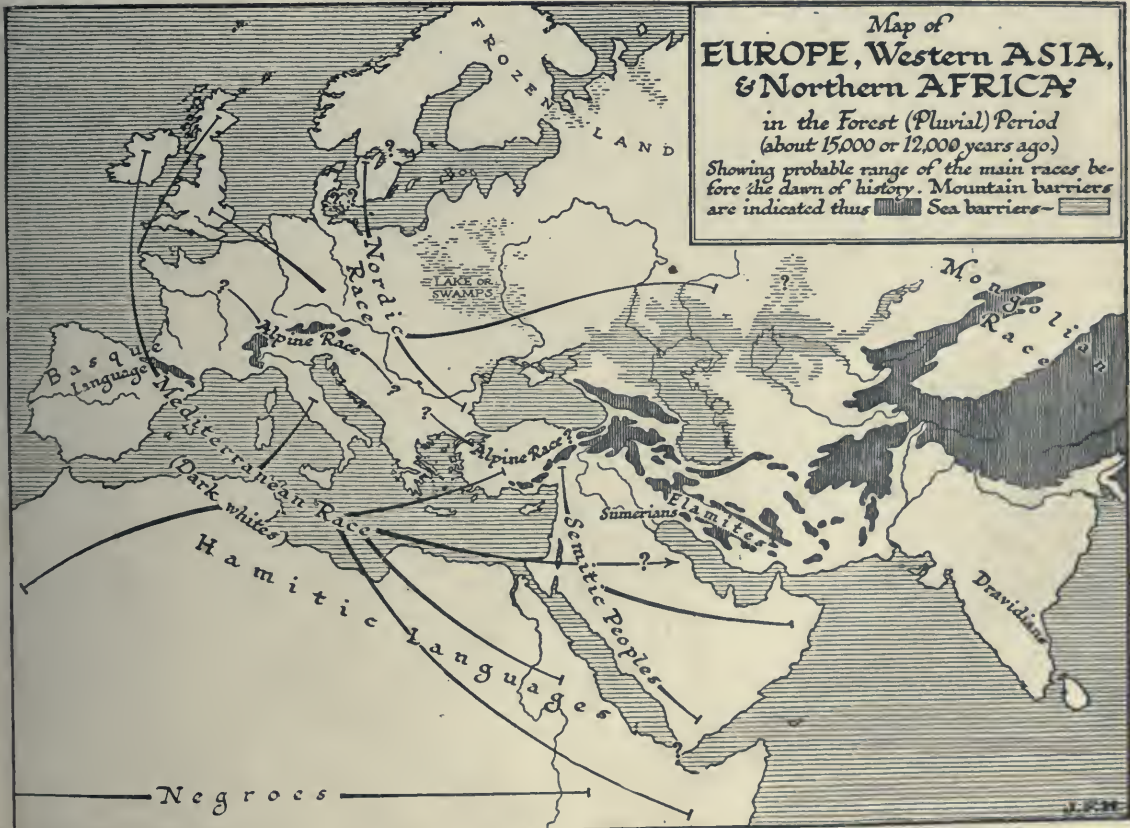 Map of
EUROPE, Western ASIA,
& Northern AFRICA
in the Forest (Pluvial) Period
(about 15,000 or 12,000 years ago.)
Showing probable range of the main races be-
fore the dawn of history. Mountain barriers
are indicated thus Sea barriers-
FROZEN LAND
?
?
Nordic
Race
LAKE OR
SWAMPS
?
Mongolian
Race
?
Alpine Race
?
?
Alpine Race?
Basque
Language
Mediterranean Race
Dark
whites
Hamitic Languages
Sumerians
Elamites
Semitic Peoples
?
Dravidians
?
Negroes
J.F.H.